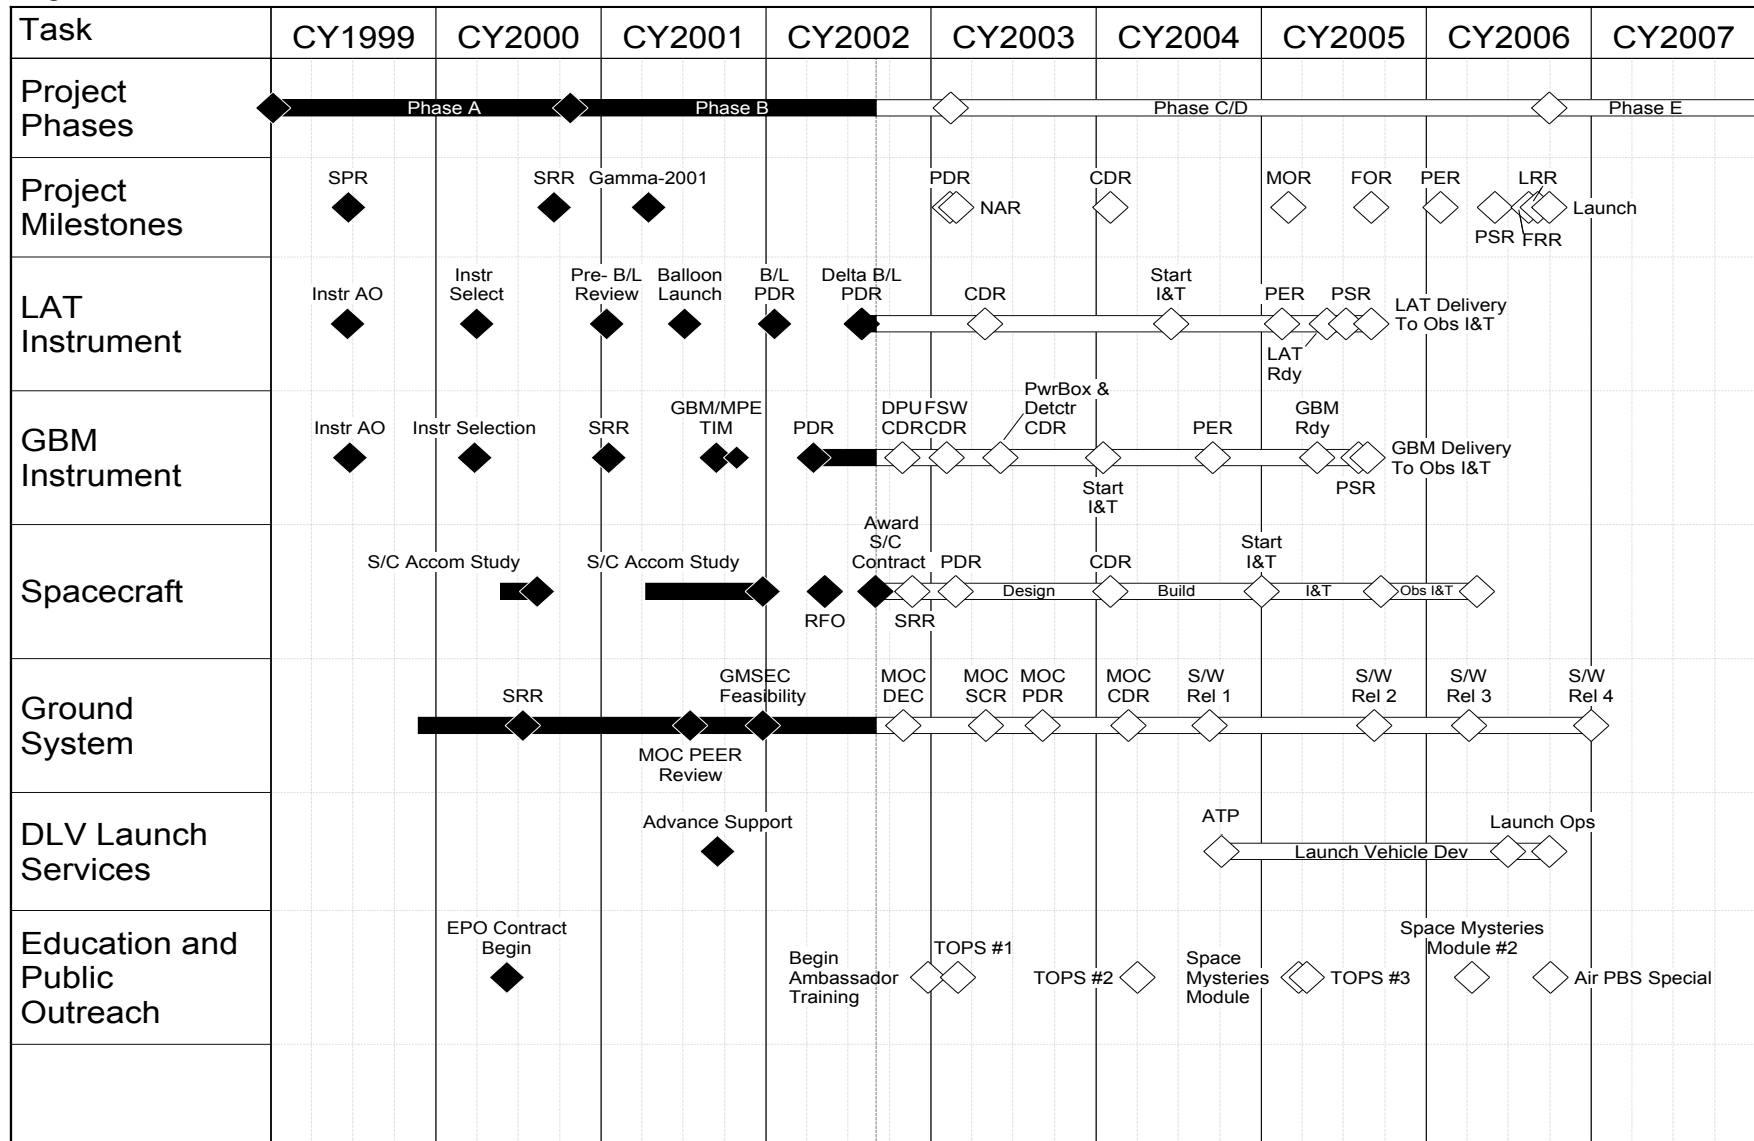 Task
CY1999
CY2000
CY2001
CY2002
CY2003
CY2004
CY2005
CY2006
CY2007
Project
Phases
Phase A
Phase B
Phase C/D
Phase E
Project
Milestones
SPR
SRR
Gamma-2001
PDR
NAR
CDR
MOR
FOR
PER
PSR
LRR
FRR
Launch
LAT
Instrument
Instr AO
Instr
Select
Pre- B/L
Review
Balloon
Launch
B/L
PDR
Delta B/L
PDR
CDR
Start
I&T
PER
LAT
Rdy
PSR
LAT Delivery
To Obs I&T
GBM
Instrument
Instr AO
Instr Selection
SRR
GBM/MPE
TIM
PDR
DPU
CDR
FSW
CDR
PwrBox &
Detctr
CDR
Start
I&T
PER
GBM
Rdy
PSR
GBM Delivery
To Obs I&T
Spacecraft
S/C Accom Study
S/C Accom Study
RFO
Award
S/C
Contract
SRR
PDR
Design
CDR
Build
Start
I&T
I&T
Obs I&T
Ground
System
SRR
MOC PEER
Review
GMSEC
Feasibility
MOC
DEC
MOC
SCR
MOC
PDR
MOC
CDR
S/W
Rel 1
S/W
Rel 2
S/W
Rel 3
S/W
Rel 4
DLV Launch
Services
Advance Support
ATP
Launch Vehicle Dev
Launch Ops
Education and
Public
Outreach
EPO Contract
Begin
Begin
Ambassador
Training
TOPS #1
TOPS #2
Space
Mysteries
Module
TOPS #3
Space Mysteries
Module #2
Air PBS Special